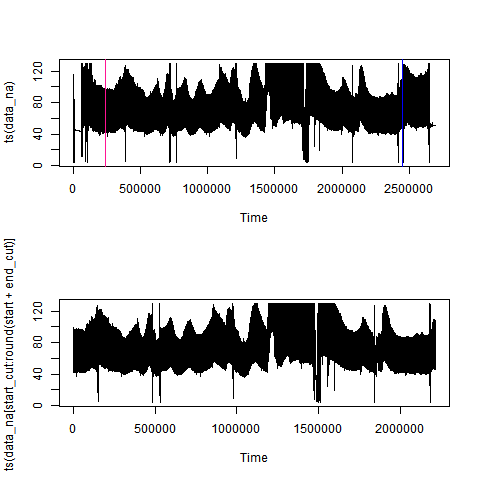 ts(data_na)
0 40 80 120
0 500000 1000000 1500000 2000000 2500000
Time
ts(data_na[start_cut:round(start + end_cut)]
0 40 80 120
0 500000 1000000 1500000 2000000
Time